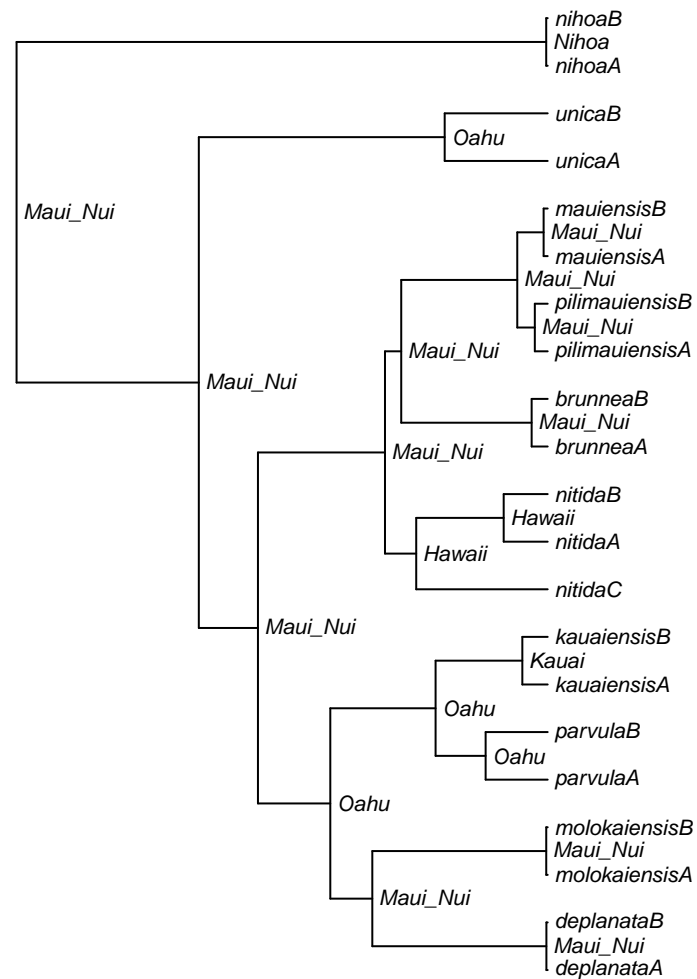 nihoaB
Nihoa
nihoaA
unicaB
Oahu
unicaA
mauiensisB
Maui_Nui
Maui_Nui
mauiensisA
Maui_Nui
pilimauiensisB
Maui_Nui
Maui_Nui
pilimauiensisA
Maui_Nui
brunneaB
Maui_Nui
brunneaA
Maui_Nui
nitidaB
Hawaii
nitidaA
Hawaii
nitidaC
Maui_Nui
kauaiensisB
Kauai
kauaiensisA
Oahu
parvulaB
Oahu
parvulaA
Oahu
molokaiensisB
Maui_Nui
molokaiensisA
Maui_Nui
deplanataB
Maui_Nui
deplanataA